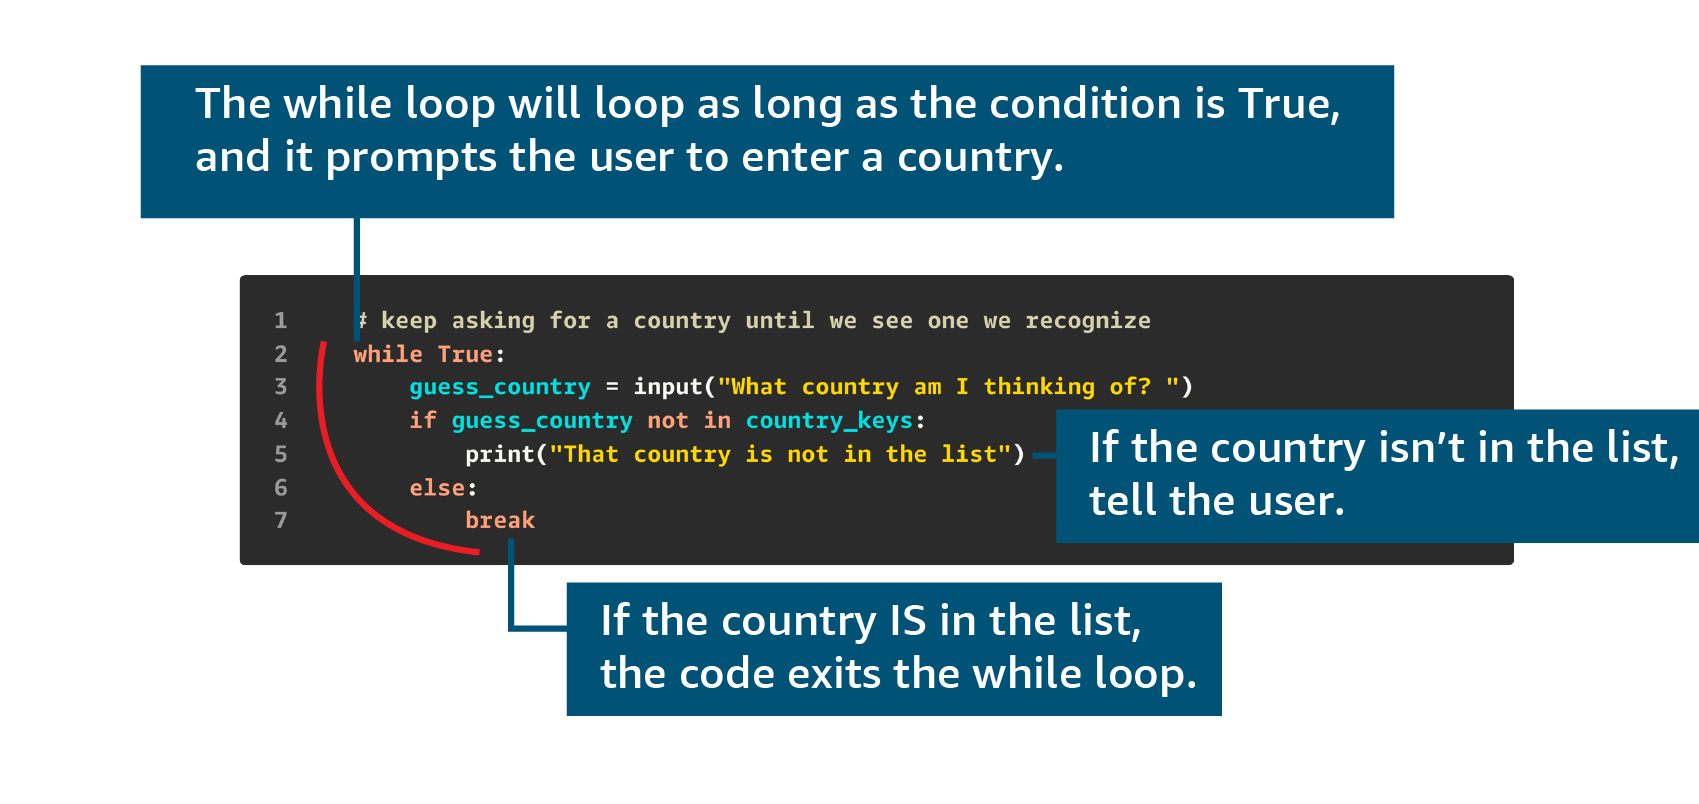 The while loop will loop as long as the condition is True,
and it prompts the user to enter a country.
1 # keep asking for a country until we see one we recognize
2 while True:
3     guess_country = input("What country am I thinking of? ")
4     if guess_country not in country_keys:
5         print("That country is not in the list")
6     else:
7         break
If the country isn’t in the list,
tell the user.
If the country IS in the list,
the code exits the while loop.